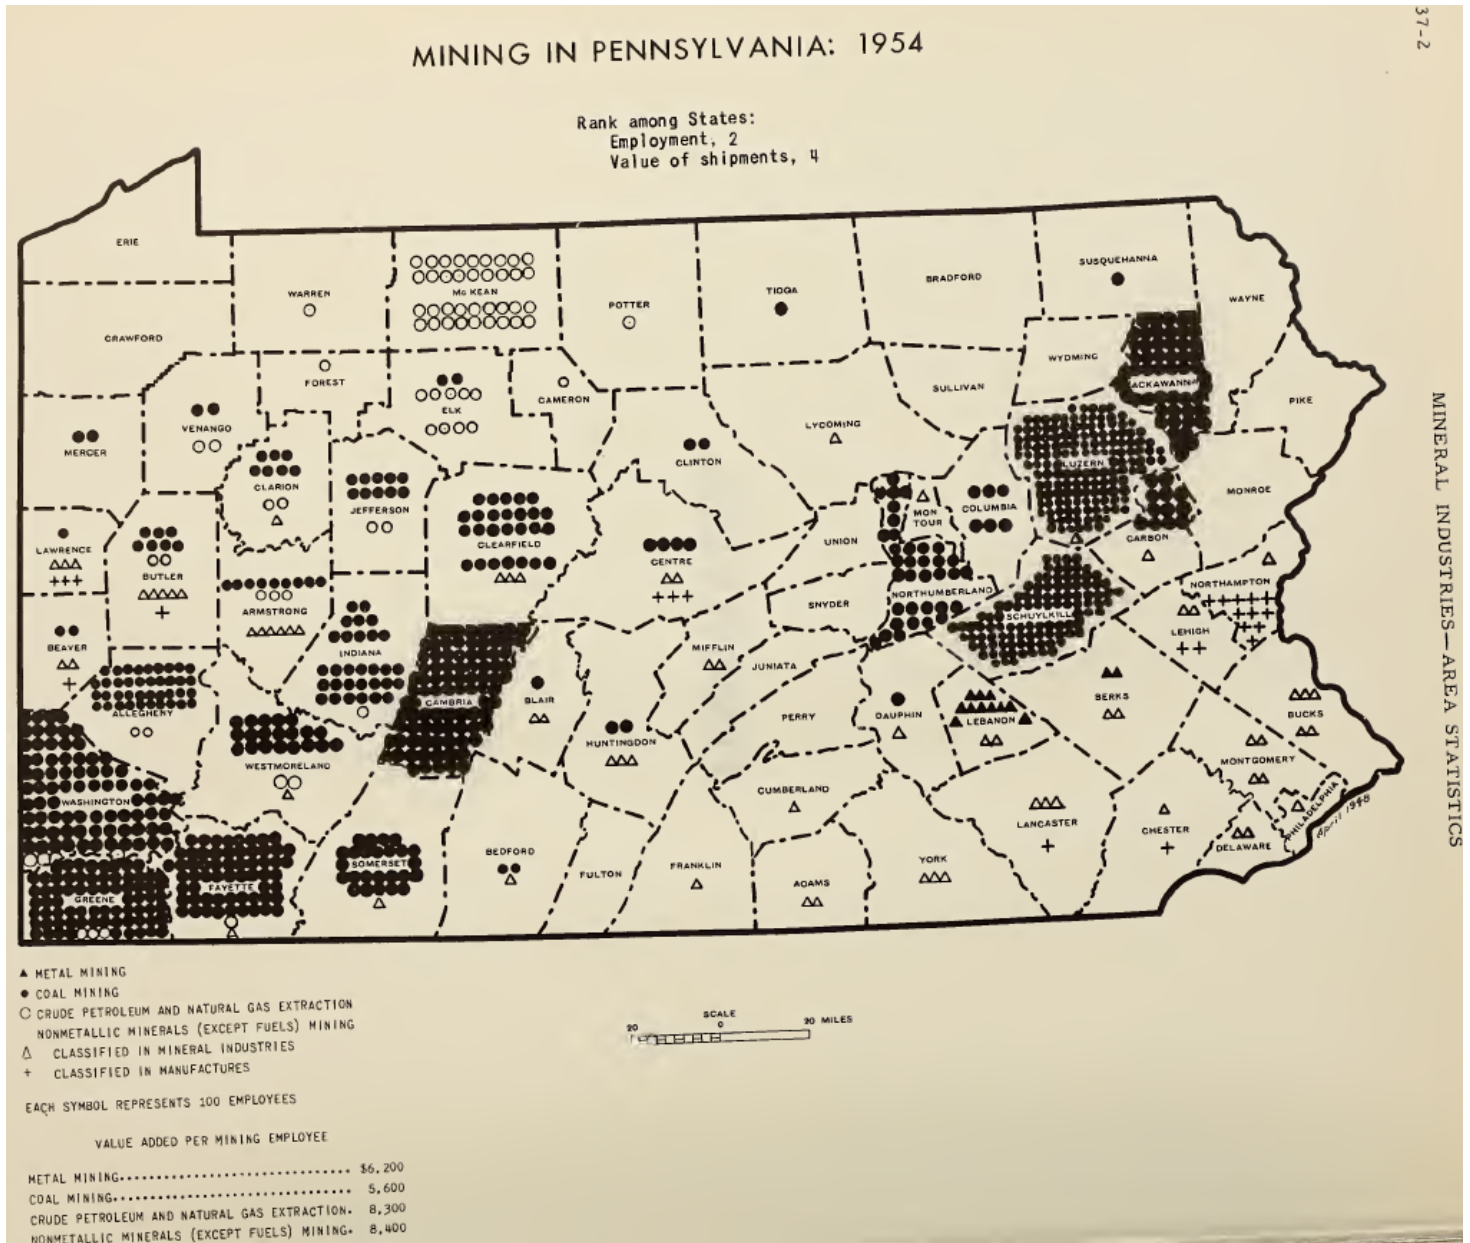 37-2
MINING IN PENNSYLVANIA: 1954
Rank among States:
Employment, 2
Value of shipments, 4
ERIE
WARREN
McKEAN
POTTER
TIOGA
BRADFORD
SUSQUEHANNA
WAYNE
CRAWFORD
FOREST
ELK
CAMERON
WYOMING
LACKAWANNA
SULLIVAN
PIKE
MERCER
VENANGO
CLARION
JEFFERSON
CLINTON
LYCOMING
LUZERNE
MONROE
LAWRENCE
BUTLER
ARMSTRONG
CLEARFIELD
CENTRE
UNION
MON
TOUR
COLUMBIA
CARBON
NORTHAMPTON
BEAVER
INDIANA
SNYDER
NORTHUMBERLAND
SCHUYLKILL
LEHIGH
MIFFLIN
JUNIATA
ALLEGHENY
CAMBRIA
BLAIR
HUNTINGDON
PERRY
DAUPHIN
LEBANON
BERKS
BUCKS
WESTMORELAND
WASHINGTON
CUMBERLAND
LANCASTER
CHESTER
MONTGOMERY
PHILADELPHIA
April 1948
DELAWARE
GREENE
FAYETTE
SOMERSET
BEDFORD
FULTON
FRANKLIN
ADAMS
YORK
MINERAL INDUSTRIES—AREA STATISTICS
▲ METAL MINING
● COAL MINING
○ CRUDE PETROLEUM AND NATURAL GAS EXTRACTION
NONMETALLIC MINERALS (EXCEPT FUELS) MINING
△ CLASSIFIED IN MINERAL INDUSTRIES
+ CLASSIFIED IN MANUFACTURES
EACH SYMBOL REPRESENTS 100 EMPLOYEES
SCALE
20 0 20 MILES
VALUE ADDED PER MINING EMPLOYEE
METAL MINING................................ $6,200
COAL MINING................................. 5,600
CRUDE PETROLEUM AND NATURAL GAS EXTRACTION. 8,300
NONMETALLIC MINERALS (EXCEPT FUELS) MINING. 8,400